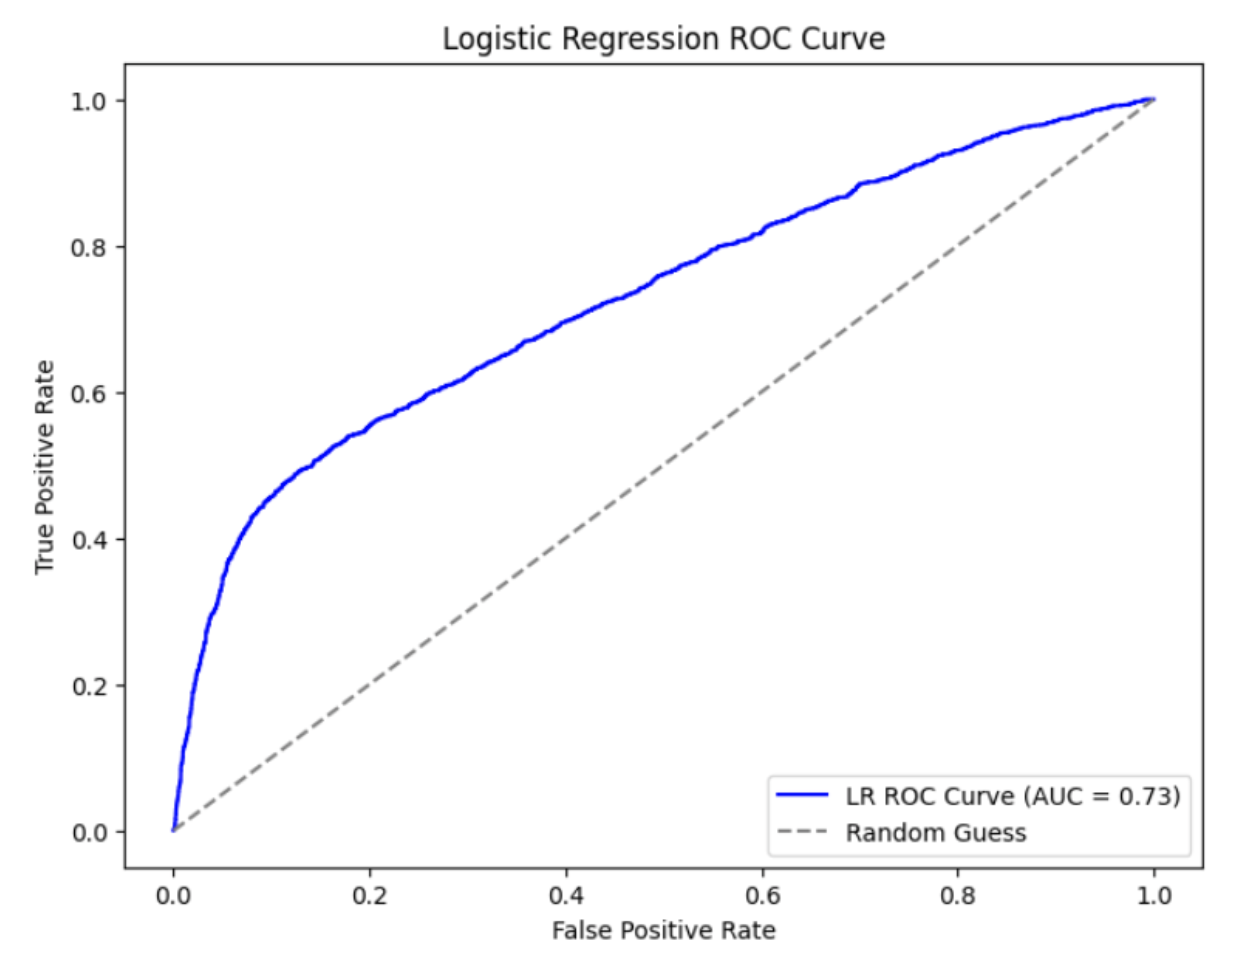 Logistic Regression ROC Curve
1.0
0.8
0.6
0.4
0.2
0.0
True Positive Rate
LR ROC Curve (AUC = 0.73)
Random Guess
0.0 0.2 0.4 0.6 0.8 1.0
False Positive Rate